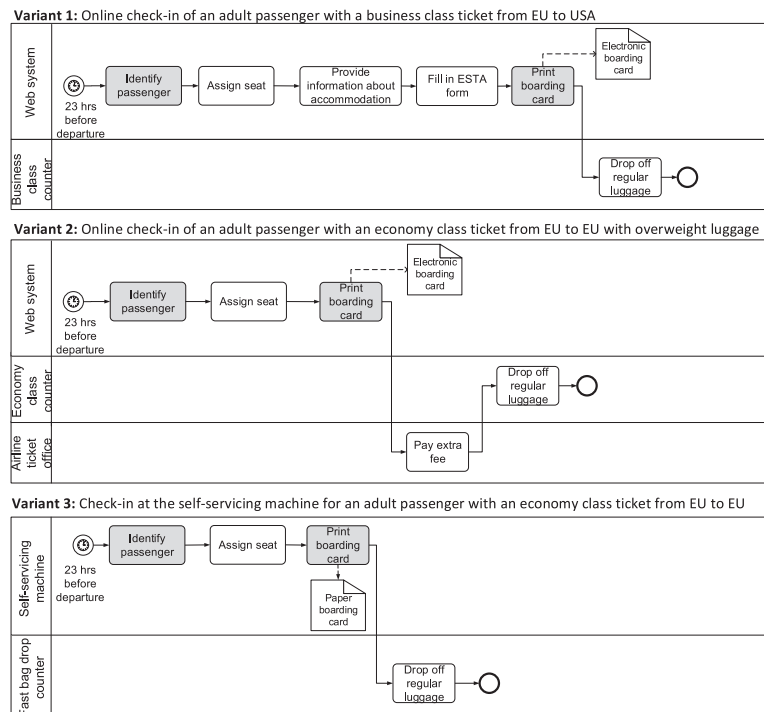 Variant 1: Online check-in of an adult passenger with a business class ticket from EU to USA
Web system
23 hrs
before
departure
Identify
passenger
Assign seat
Provide
information about
accommodation
Fill in ESTA
form
Print
boarding
card
Electronic
boarding
card
Business
class
counter
Drop off
regular
luggage
Variant 2: Online check-in of an adult passenger with an economy class ticket from EU to EU with overweight luggage
Web system
23 hrs
before
departure
Identify
passenger
Assign seat
Print
boarding
card
Electronic
boarding
card
Economy
class
counter
Drop off
regular
luggage
Airline
ticket
office
Pay extra
fee
Variant 3: Check-in at the self-servicing machine for an adult passenger with an economy class ticket from EU to EU
Self-servicing
machine
23 hrs
before
departure
Identify
passenger
Assign seat
Print
boarding
card
Paper
boarding
card
Fast bag drop
counter
Drop off
regular
luggage